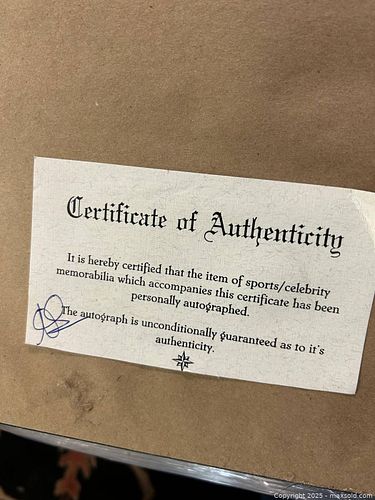 Certificate of Authenticity
It is hereby certified that the item of sports/celebrity
memorabilia which accompanies this certificate has been
personally autographed.
The autograph is unconditionally guaranteed as to it's
authenticity.
Copyright © 2025 - maxsold.com